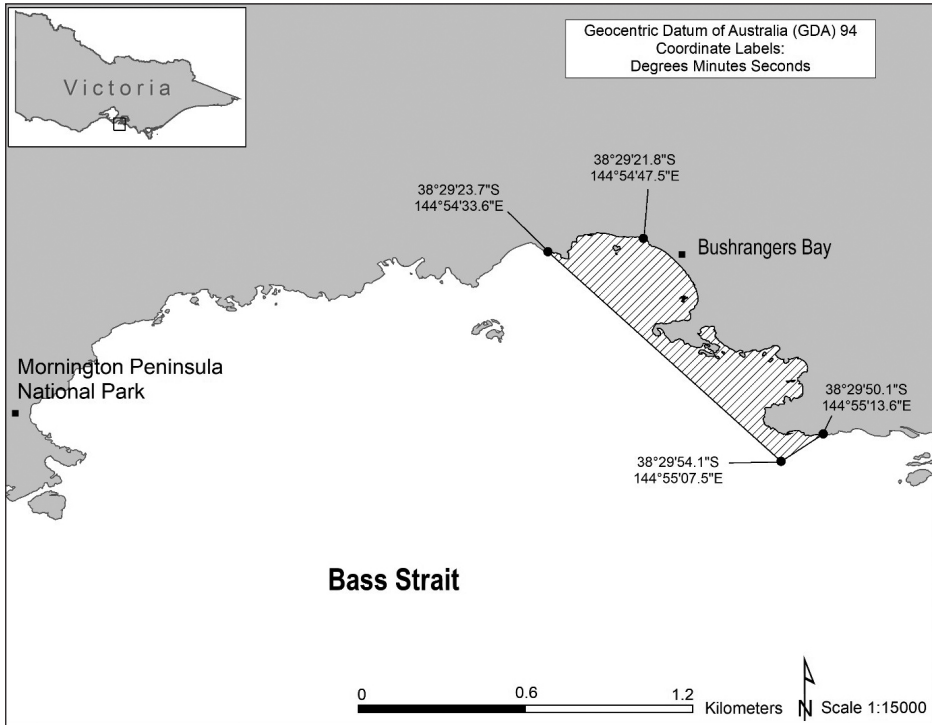 Victoria
Geocentric Datum of Australia (GDA) 94
Coordinate Labels:
Degrees Minutes Seconds
38°29'21.8"S
144°54'47.5"E
38°29'23.7"S
144°54'33.6"E
Bushrangers Bay
Mornington Peninsula
National Park
38°29'50.1"S
144°55'13.6"E
38°29'54.1"S
144°55'07.5"E
Bass Strait
0 0.6 1.2
Kilometers N Scale 1:15000